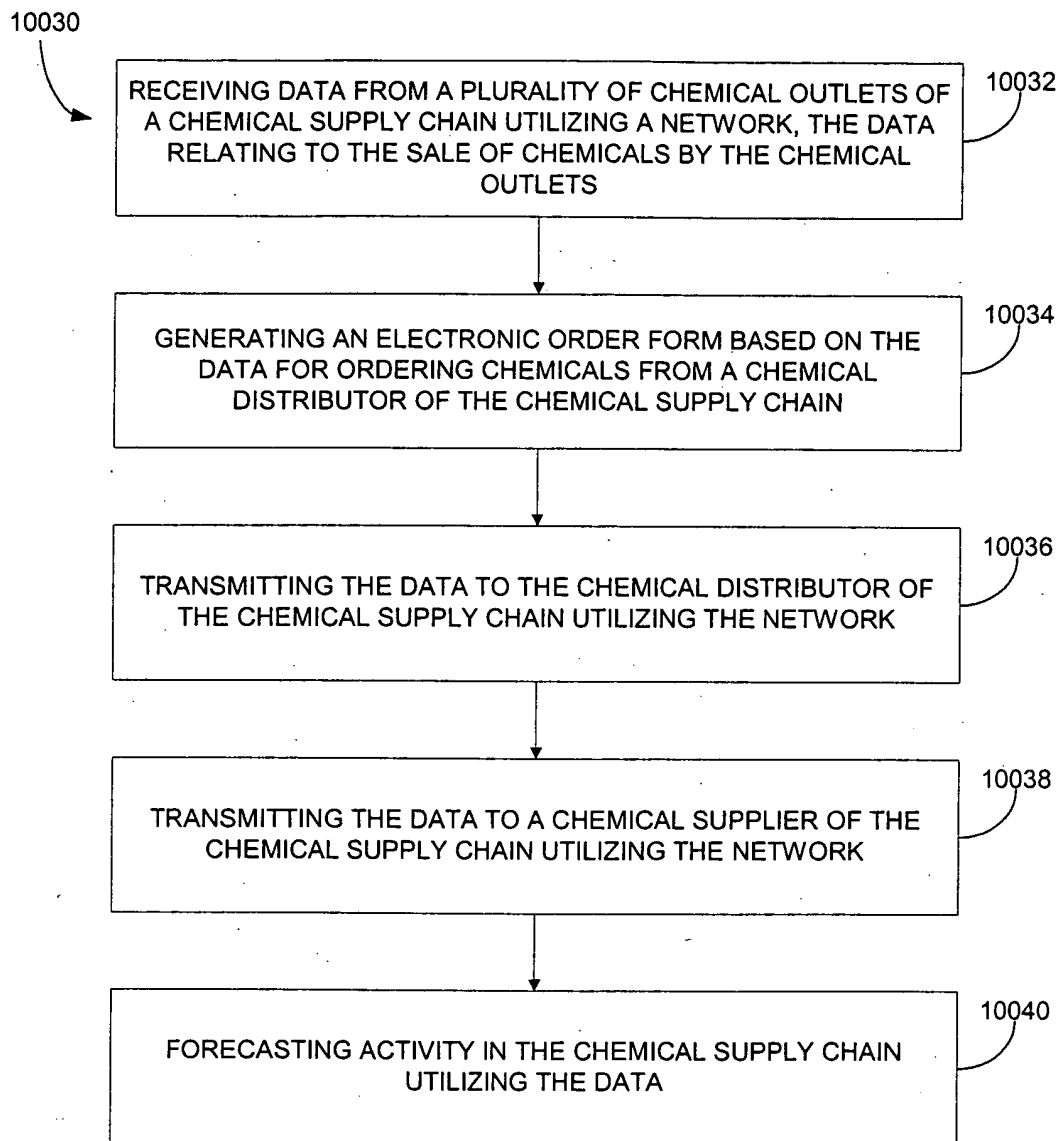 10030
RECEIVING DATA FROM A PLURALITY OF CHEMICAL OUTLETS OF
A CHEMICAL SUPPLY CHAIN UTILIZING A NETWORK, THE DATA
RELATING TO THE SALE OF CHEMICALS BY THE CHEMICAL
OUTLETS
10032
GENERATING AN ELECTRONIC ORDER FORM BASED ON THE
DATA FOR ORDERING CHEMICALS FROM A CHEMICAL
DISTRIBUTOR OF THE CHEMICAL SUPPLY CHAIN
10034
TRANSMITTING THE DATA TO THE CHEMICAL DISTRIBUTOR OF
THE CHEMICAL SUPPLY CHAIN UTILIZING THE NETWORK
10036
TRANSMITTING THE DATA TO A CHEMICAL SUPPLIER OF THE
CHEMICAL SUPPLY CHAIN UTILIZING THE NETWORK
10038
FORECASTING ACTIVITY IN THE CHEMICAL SUPPLY CHAIN
UTILIZING THE DATA
10040